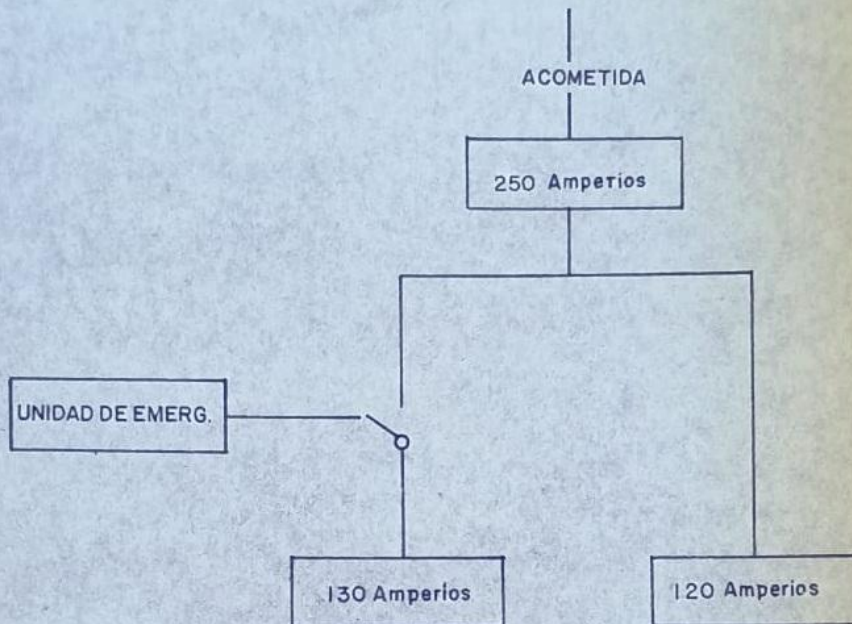 ACOMETIDA
250 Amperios
UNIDAD DE EMERG.
130 Amperios
120 Amperios